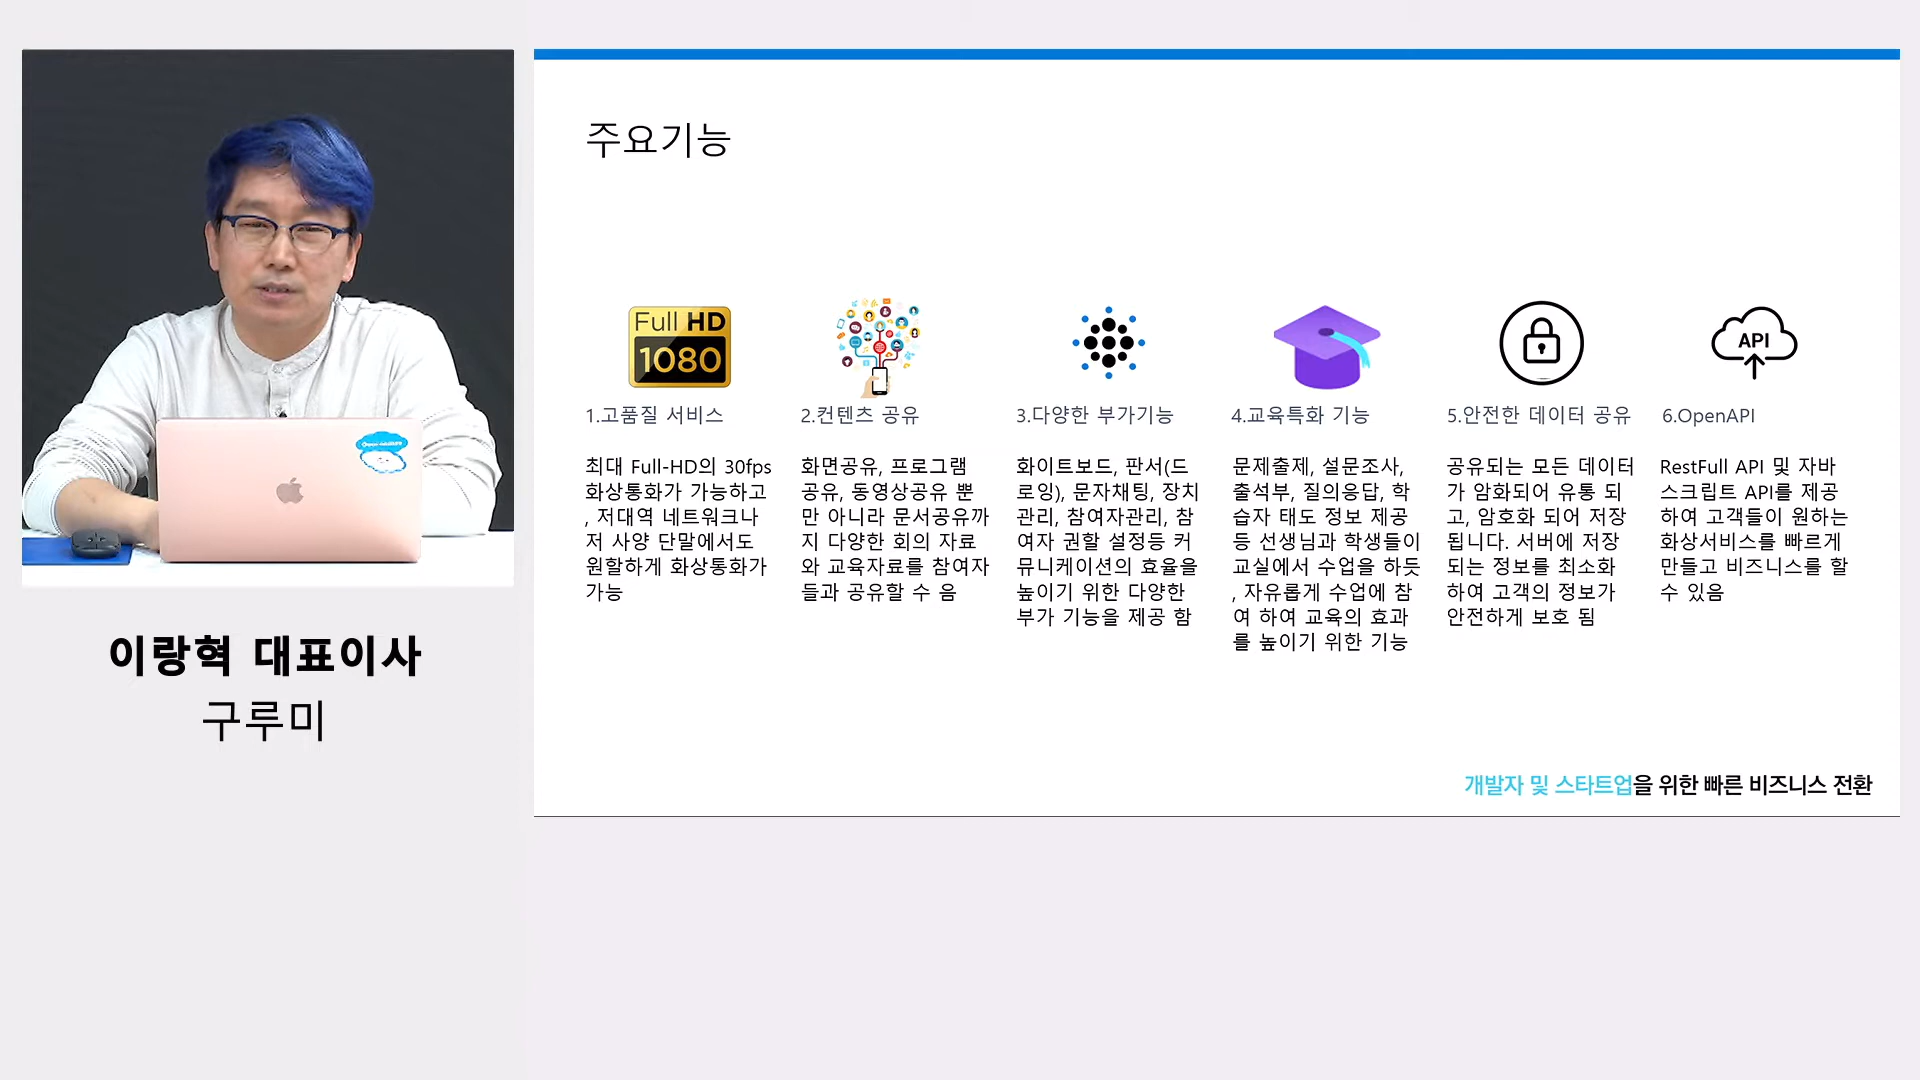 이랑혁 대표이사
구루미
주요기능
Full HD
1080
1.고품질 서비스
최대 Full-HD의 30fps
화상통화가 가능하고
, 저대역 네트워크나
저 사양 단말에서도
원할하게 화상통화가
가능
2.컨텐츠 공유
화면공유, 프로그램
공유, 동영상공유 뿐
만 아니라 문서공유까
지 다양한 회의 자료
와 교육자료를 참여자
들과 공유할 수 음
3.다양한 부가기능
화이트보드, 판서(드
로잉), 문자채팅, 장치
관리, 참여자관리, 참
여자 권할 설정등 커
뮤니케이션의 효율을
높이기 위한 다양한
부가 기능을 제공 함
4.교육특화 기능
문제출제, 설문조사,
출석부, 질의응답, 학
습자 태도 정보 제공
등 선생님과 학생들이
교실에서 수업을 하듯
, 자유롭게 수업에 참
여 하여 교육의 효과
를 높이기 위한 기능
5.안전한 데이터 공유
공유되는 모든 데이터
가 암화되어 유통 되
고, 암호화 되어 저장
됩니다. 서버에 저장
되는 정보를 최소화
하여 고객의 정보가
안전하게 보호 됨
API
6.OpenAPI
RestFull API 및 자바
스크립트 API를 제공
하여 고객들이 원하는
화상서비스를 빠르게
만들고 비즈니스를 할
수 있음
개발자 및 스타트업을 위한 빠른 비즈니스 전환